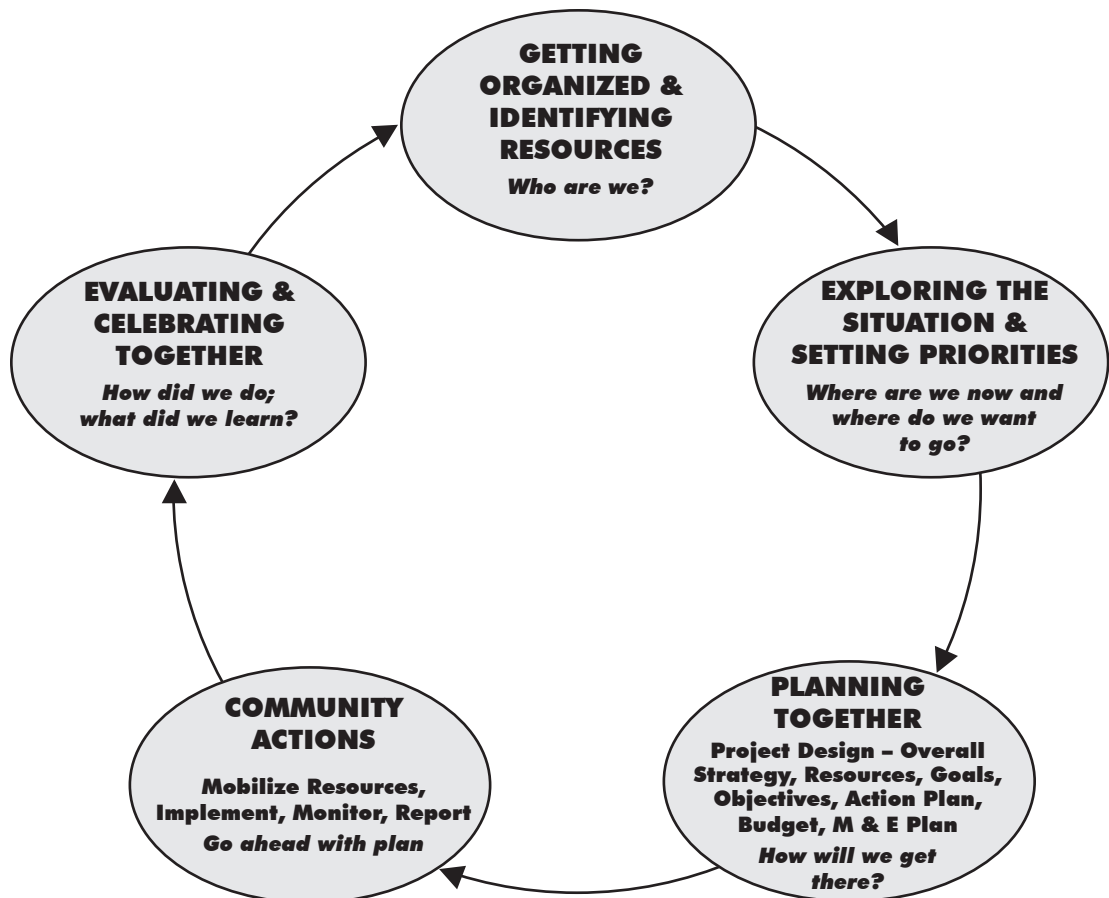 GETTING
ORGANIZED &
IDENTIFYING
RESOURCES
Who are we?
EXPLORING THE
SITUATION &
SETTING PRIORITIES
Where are we now and
where do we want
to go?
PLANNING
TOGETHER
Project Design – Overall
Strategy, Resources, Goals,
Objectives, Action Plan,
Budget, M & E Plan
How will we get
there?
COMMUNITY
ACTIONS
Mobilize Resources,
Implement, Monitor, Report
Go ahead with plan
EVALUATING &
CELEBRATING
TOGETHER
How did we do;
what did we learn?